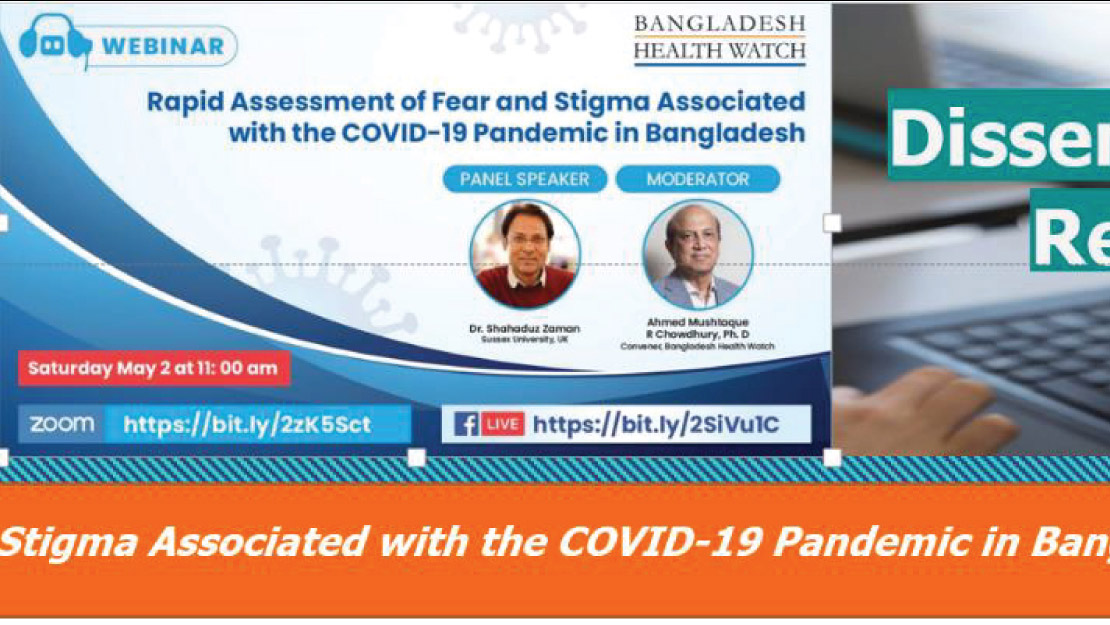 WEBINAR
BANGLADESH
HEALTH WATCH
Rapid Assessment of Fear and Stigma Associated
with the COVID-19 Pandemic in Bangladesh
PANEL SPEAKER
MODERATOR
Dr. Shahaduz Zaman
Sussex University, UK
Ahmed Mushtaque
R Chowdhury, Ph. D
Convener, Bangladesh Health Watch
Saturday May 2 at 11: 00 am
zoom https://bit.ly/2zK5Sct
f LIVE https://bit.ly/2SiVu1C
Disser
Re
Stigma Associated with the COVID-19 Pandemic in Bang